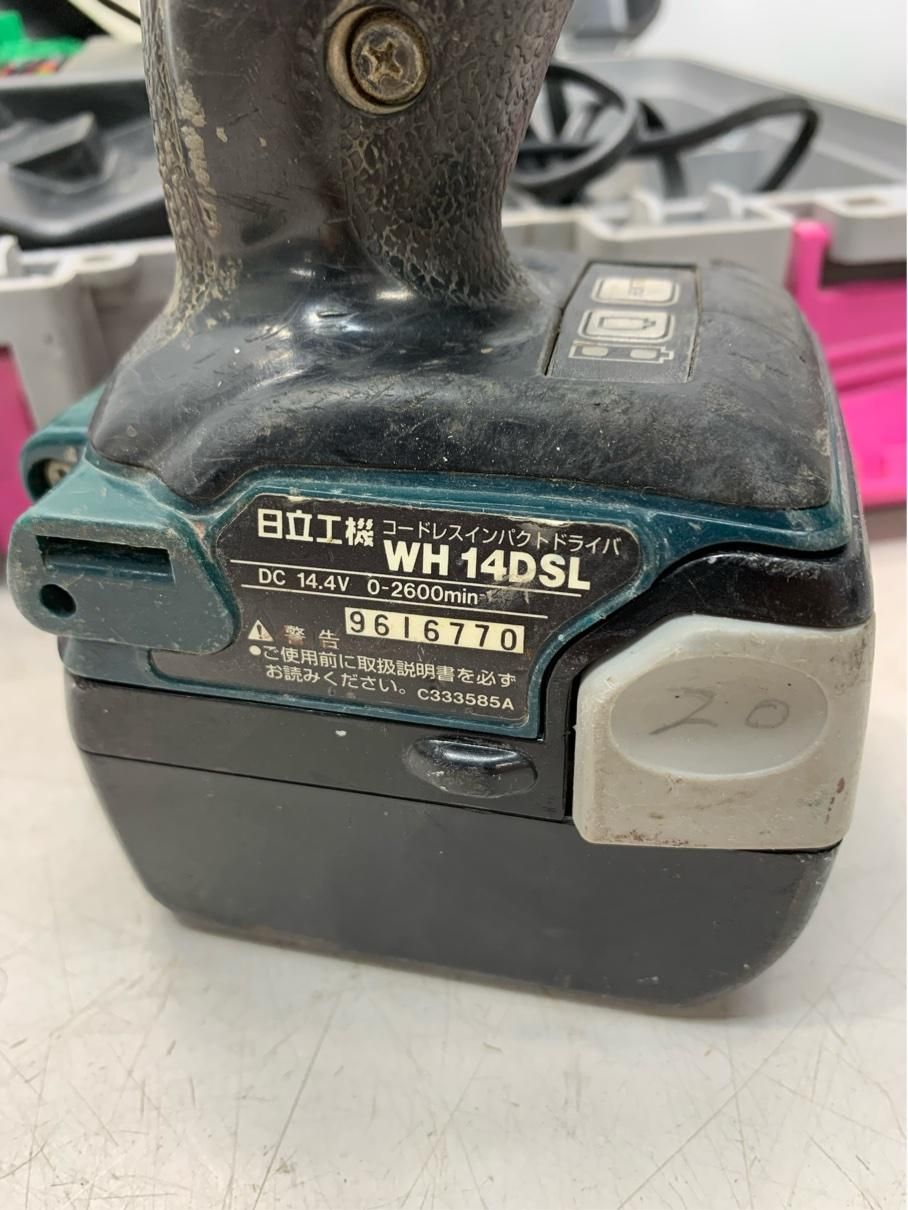 日立工機 コードレスインパクトドライバ
WH 14DSL
DC 14.4V 0-2600min
9616770
⚠ 警告
●ご使用前に取扱説明書を必ず
お読みください。 C333585A
20